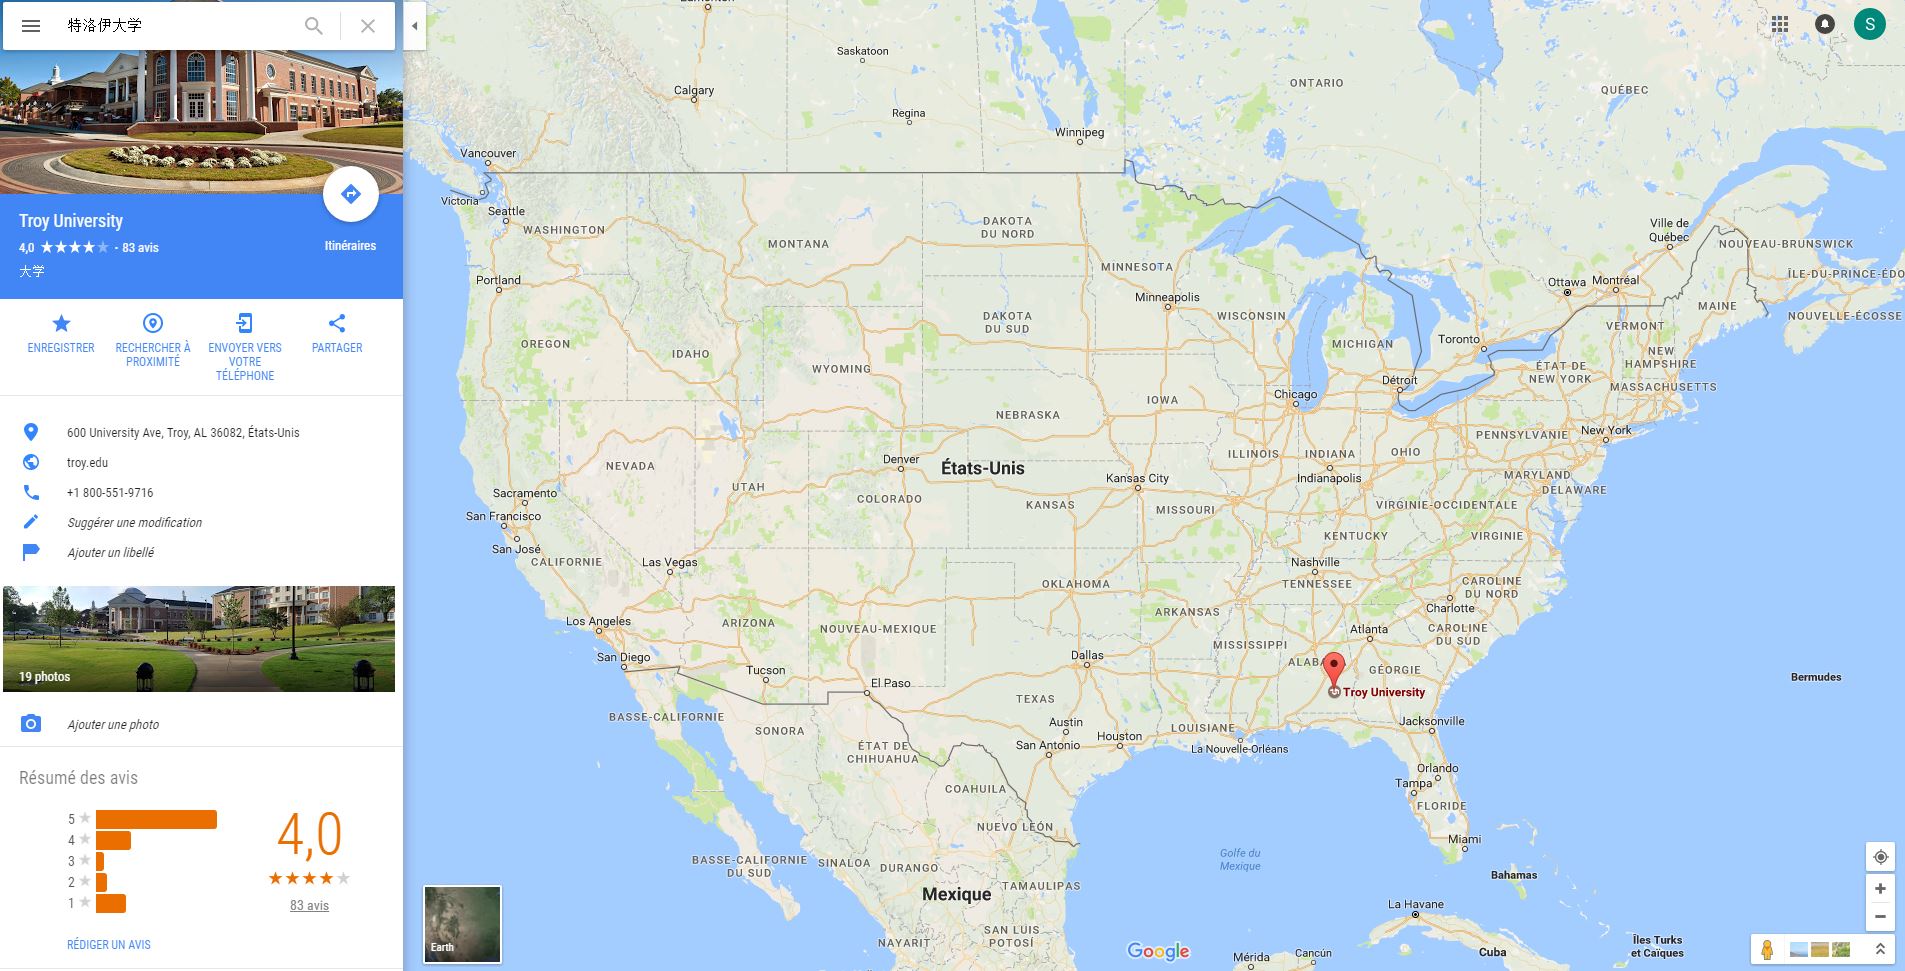 特洛伊大学
Troy University
4,0 ★★★★★ · 83 avis
Itinéraires
大学
ENREGISTRER
RECHERCHER À
PROXIMITÉ
ENVOYER VERS
VOTRE
TÉLÉPHONE
PARTAGER
600 University Ave, Troy, AL 36082, États-Unis
troy.edu
+1 800-551-9716
Suggérer une modification
Ajouter un libellé
19 photos
Ajouter une photo
Résumé des avis
5
4
3
2
1
4,0
83 avis
RÉDIGER UN AVIS
S
Saskatoon
ONTARIO
QUÉBEC
Calgary
Regina
Winnipeg
Vancouver
Victoria
Seattle
WASHINGTON
MONTANA
DAKOTA
DU NORD
MINNESOTA
Ville de
Québec
NOUVEAU-BRUNSWICK
ÎLE-DU-PRINCE-ÉDO
Portland
Minneapolis
Ottawa
Montréal
MAINE
NOUVELLE-ÉCOSSE
DAKOTA
DU SUD
WISCONSIN
VERMONT
OREGON
IDAHO
MICHIGAN
Toronto
NEW
HAMPSHIRE
WYOMING
ÉTAT DE
NEW YORK
MASSACHUSETTS
Détroit
Chicago
IOWA
NEBRASKA
PENNSYLVANIE
New York
NEVADA
UTAH
Denver
États-Unis
ILLINOIS
INDIANA
OHIO
Kansas City
Indianapolis
MARYLAND
DELAWARE
Sacramento
San Francisco
COLORADO
KANSAS
MISSOURI
VIRGINIE-OCCIDENTALE
KENTUCKY
VIRGINIE
San José
CALIFORNIE
Las Vegas
Nashville
OKLAHOMA
TENNESSEE
CAROLINE
DU NORD
Charlotte
Los Angeles
ARIZONA
NOUVEAU-MEXIQUE
ARKANSAS
Atlanta
CAROLINE
DU SUD
MISSISSIPPI
San Diego
Tucson
Dallas
ALABA
GÉORGIE
El Paso
TEXAS
Troy University
Bermudes
BASSE-CALIFORNIE
SONORA
Austin
LOUISIANE
Jacksonville
ÉTAT DE
CHIHUAHUA
San Antonio
Houston
La Nouvelle-Orléans
COAHUILA
Orlando
Tampa
FLORIDE
NUEVO LEÓN
Miami
BASSE-CALIFORNIE
DU SUD
SINALOA
DURANGO
Golfe du
Mexique
Bahamas
Mexique
TAMAULIPAS
La Havane
SAN LUIS
POTOSÍ
NAYARIT
Earth
Google
Mérida
Cancún
Cuba
Îles Turks
et Caïques